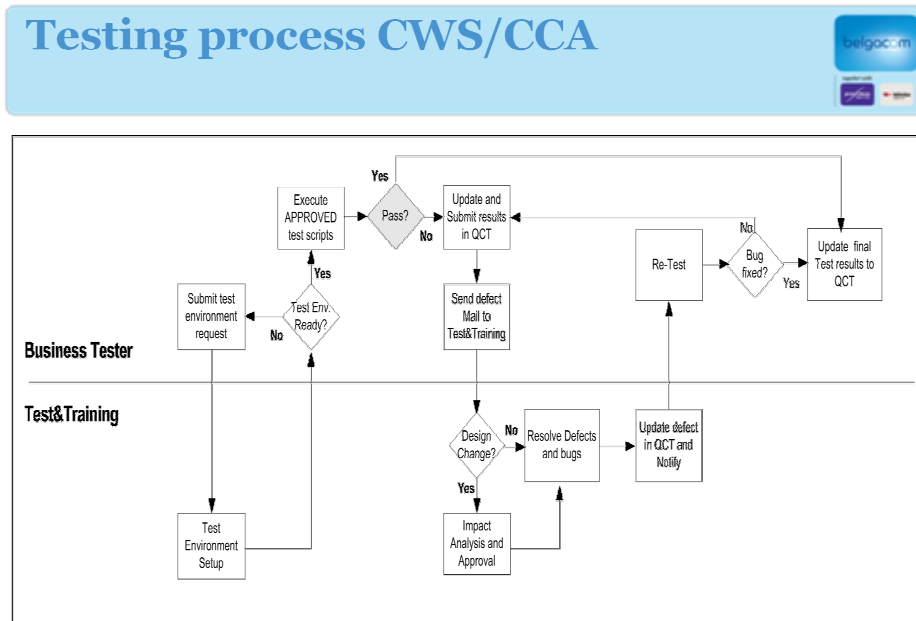 Testing process CWS/CCA
belgacom
together with
Yes
Execute
APPROVED
test scripts
Pass?
No
Update and
Submit results
in QCT
No
Re-Test
Bug
fixed?
Yes
Update final
Test results to
QCT
Yes
Submit test
environment
request
No
Test Env.
Ready?
Send defect
Mail to
Test&Training
Business Tester
Test&Training
Design
Change?
No
Yes
Resolve Defects
and bugs
Update defect
in QCT and
Notify
Test
Environment
Setup
Impact
Analysis and
Approval